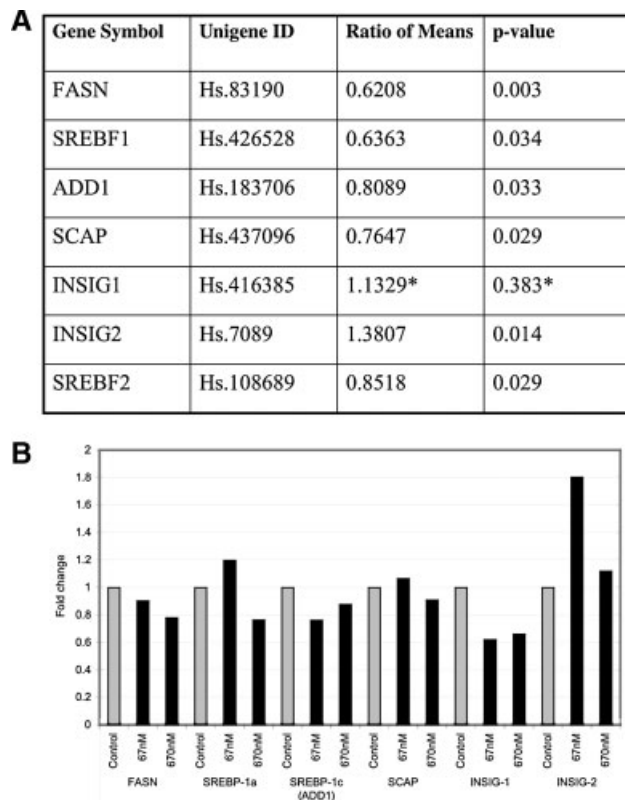 A
Gene Symbol Unigene ID Ratio of Means p-value
FASN Hs.83190 0.6208 0.003
SREBF1 Hs.426528 0.6363 0.034
ADD1 Hs.183706 0.8089 0.033
SCAP Hs.437096 0.7647 0.029
INSIG1 Hs.416385 1.1329* 0.383*
INSIG2 Hs.7089 1.3807 0.014
SREBF2 Hs.108689 0.8518 0.029
B
2
1.8
1.6
1.4
1.2
1
0.8
0.6
0.4
0.2
0
Fold change
Control 67nM 670nM Control 67nM 670nM Control 67nM 670nM Control 67nM 670nM Control 67nM 670nM Control 67nM 670nM
FASN SREBP-1a SREBP-1c SCAP INSIG-1 INSIG-2
(ADD1)